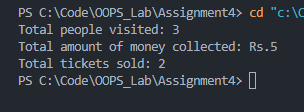 PS C:\Code\OOPS_Lab\Assignment4> cd "c:\C
Total people visited: 3
Total amount of money collected: Rs.5
Total tickets sold: 2
PS C:\Code\OOPS_Lab\Assignment4>